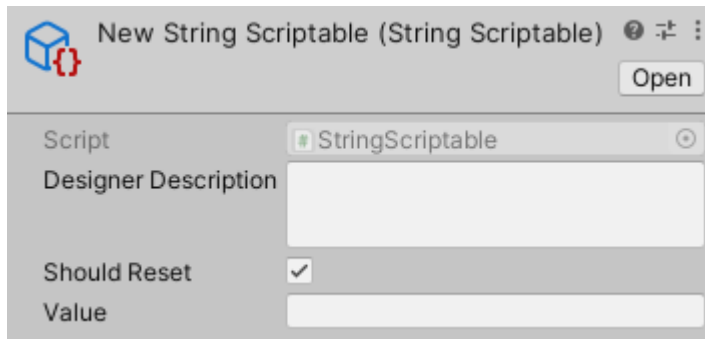 New String Scriptable (String Scriptable)
Open
Script
# StringScriptable
Designer Description
Should Reset
Value